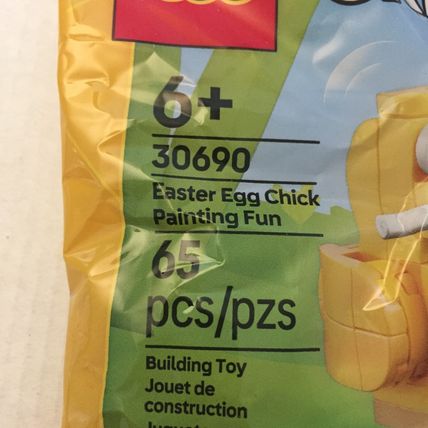 6+
30690
Easter Egg Chick
Painting Fun
65
pcs/pzs
Building Toy
Jouet de
construction